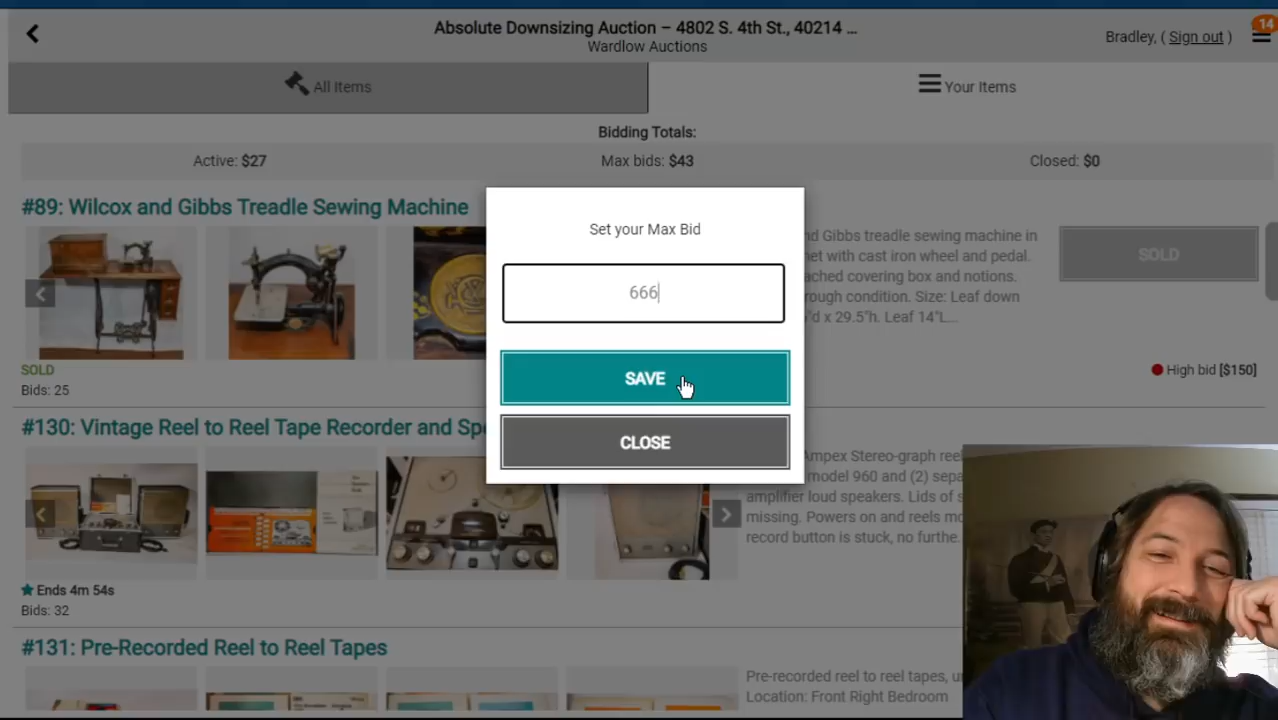 Absolute Downsizing Auction – 4802 S. 4th St., 40214 ...
Wardlow Auctions
Bradley, ( Sign out )
14
All Items
Your Items
Bidding Totals:
Active: $27
Max bids: $43
Closed: $0
#89: Wilcox and Gibbs Treadle Sewing Machine
nd Gibbs treadle sewing machine in
net with cast iron wheel and pedal.
ached covering box and notions.
rough condition. Size: Leaf down
"d x 29.5"h. Leaf 14"L...
SOLD
SOLD
Bids: 25
High bid [$150]
Set your Max Bid
666
SAVE
CLOSE
#130: Vintage Reel to Reel Tape Recorder and Sp
Ampex Stereo-graph reel
model 960 and (2) sepa
amplifier loud speakers. Lids of s
missing. Powers on and reels mo
record button is stuck, no furthe.
Ends 4m 54s
Bids: 32
#131: Pre-Recorded Reel to Reel Tapes
Pre-recorded reel to reel tapes, u
Location: Front Right Bedroom